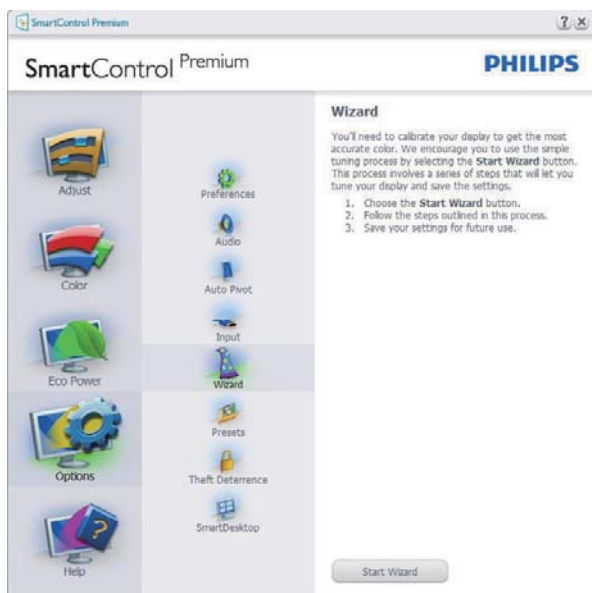 SmartControl Premium
SmartControl Premium
PHILIPS
Adjust
Color
Eco Power
Options
Help
Preferences
Audio
Auto Pivot
Input
Wizard
Presets
Theft Deterrence
SmartDesktop
Wizard
You'll need to calibrate your display to get the most
accurate color. We encourage you to use the simple
tuning process by selecting the Start Wizard button.
This process involves a series of steps that will let you
tune your display and save the settings.
1. Choose the Start Wizard button.
2. Follow the steps outlined in this process.
3. Save your settings for future use.
Start Wizard